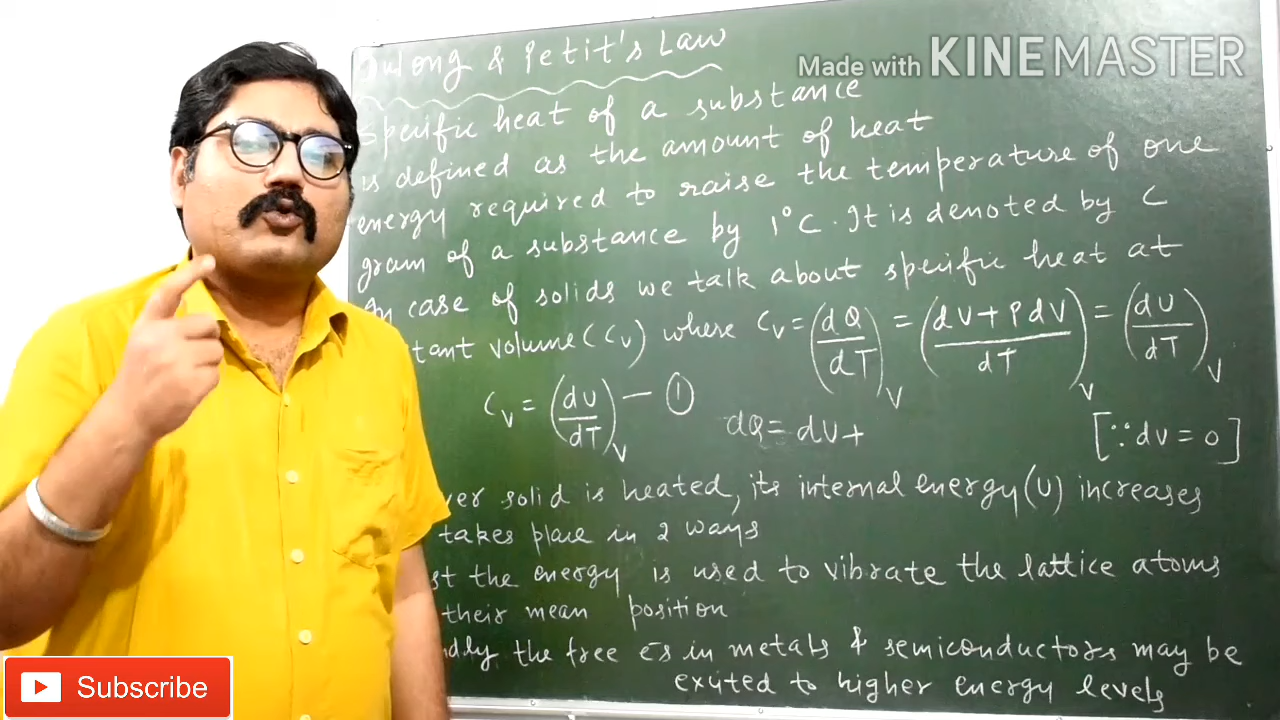 Dulong & Petit's Law
Made with KINEMASTER
Specific heat of a substance
is defined as the amount of heat
energy required to raise the temperature of one
gram of a substance by 1°C. It is denoted by C
In case of solids we talk about specific heat at
tant volume (Cv) where Cv = (dQ/dT)v = (dU + PdV/dT)v = (dU/dT)v
Cv = (dU/dT)v — ①
dQ = dU +
[∵ dv = 0]
ver solid is heated, its internal energy (U) increases
takes place in 2 ways
st the energy is used to vibrate the lattice atoms
their mean position
ndly the free e⁻s in metals & semiconductors may be
excited to higher energy levels
Subscribe